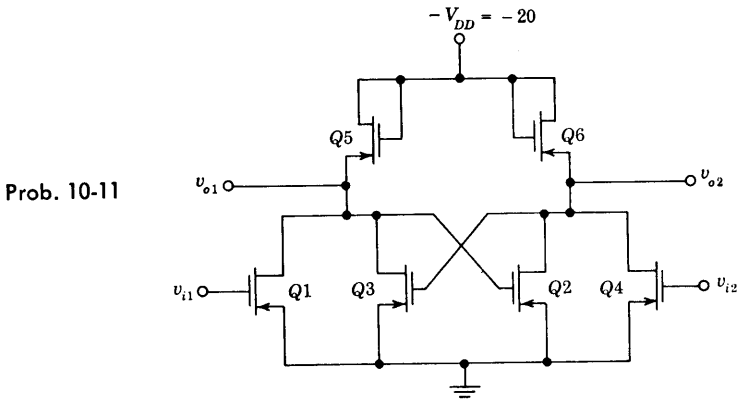 −V_DD = −20
Q5
Q6
v_o1
v_o2
Prob. 10-11
v_i1
Q1
Q3
Q2
Q4
v_i2